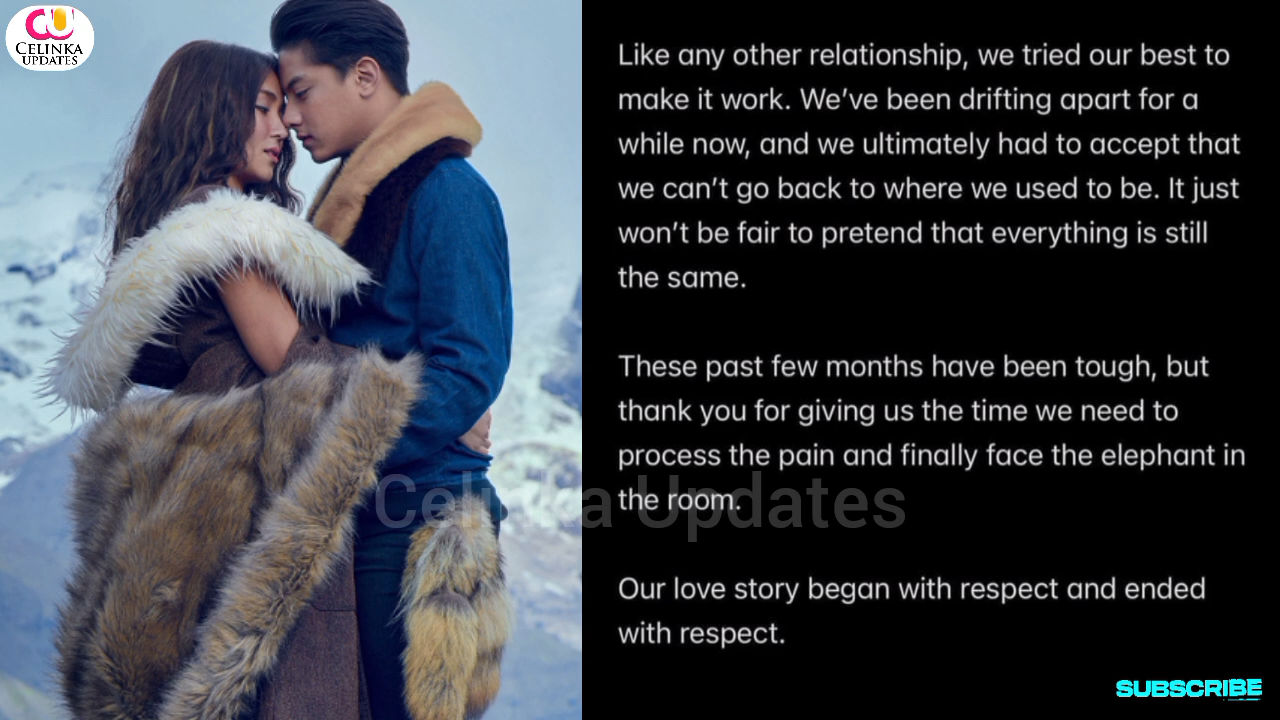 CU
CELINKA
UPDATES
Like any other relationship, we tried our best to
make it work. We’ve been drifting apart for a
while now, and we ultimately had to accept that
we can’t go back to where we used to be. It just
won’t be fair to pretend that everything is still
the same.
These past few months have been tough, but
thank you for giving us the time we need to
process the pain and finally face the elephant in
the room.
Celinka Updates
Our love story began with respect and ended
with respect.
SUBSCRIBE